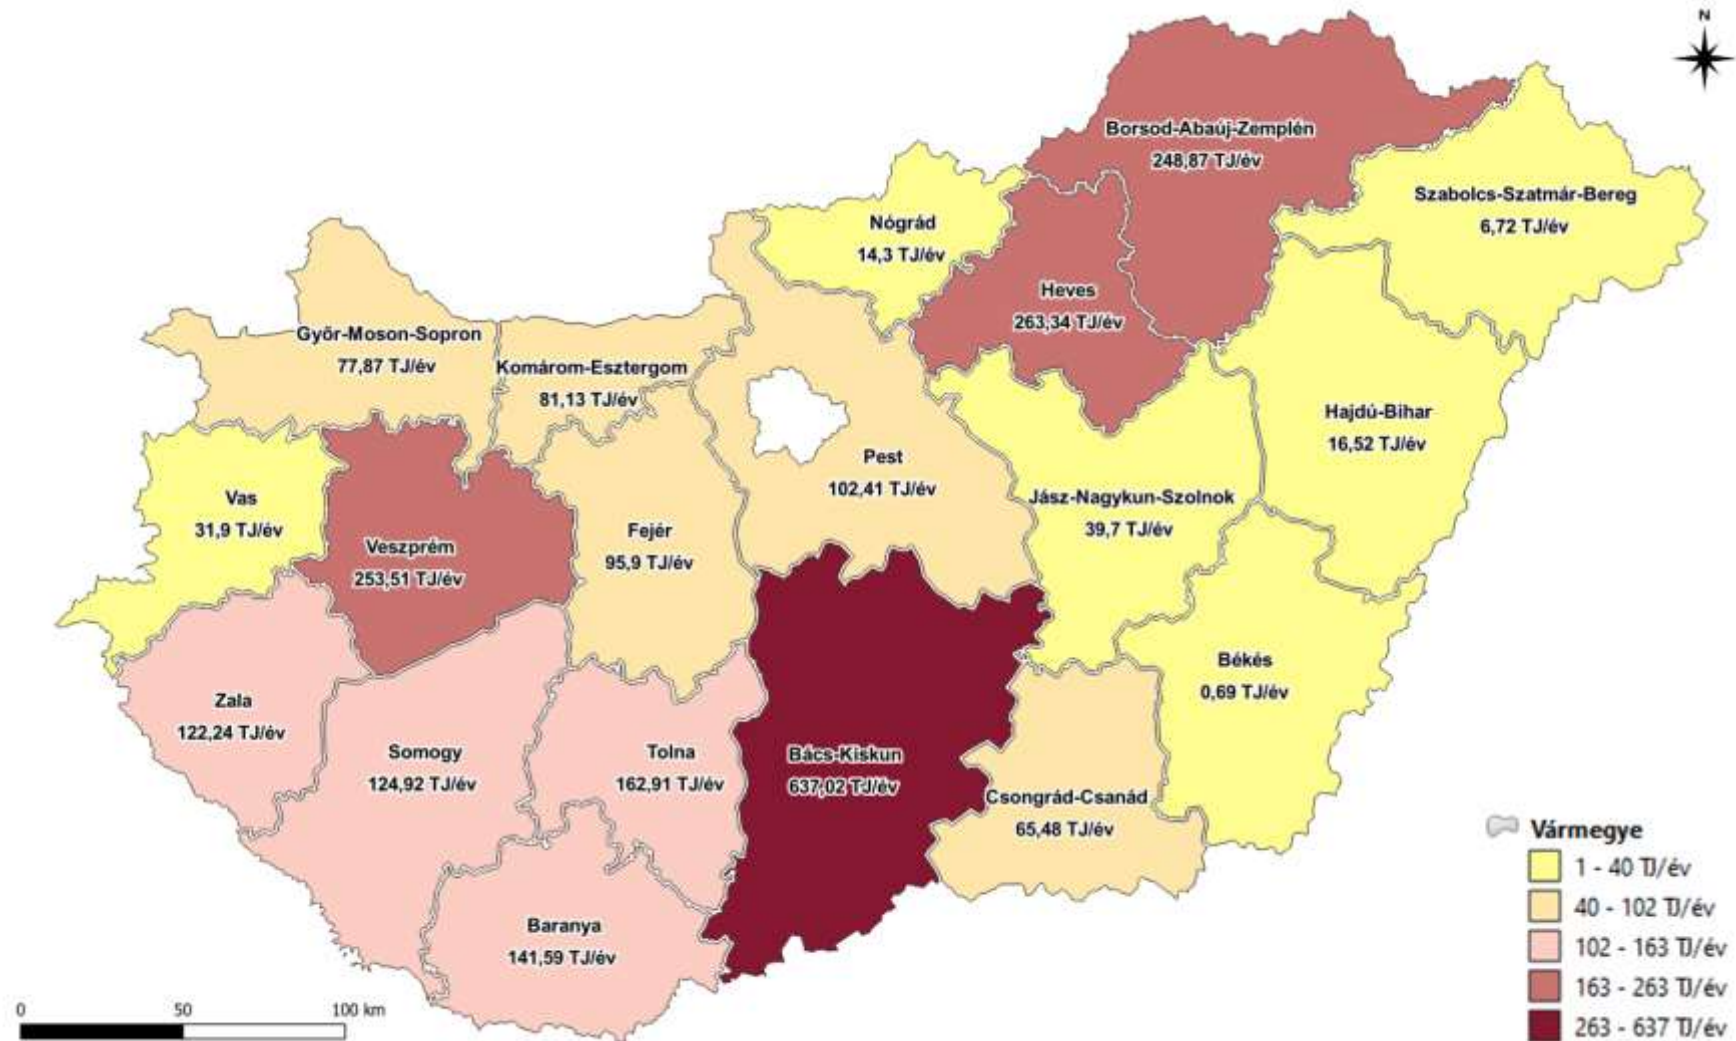 N
Borsod-Abaúj-Zemplén
248,87 TJ/év
Szabolcs-Szatmár-Bereg
6,72 TJ/év
Nógrád
14,3 TJ/év
Heves
263,34 TJ/év
Győr-Moson-Sopron
77,87 TJ/év
Komárom-Esztergom
81,13 TJ/év
Hajdú-Bihar
16,52 TJ/év
Pest
102,41 TJ/év
Vas
31,9 TJ/év
Jász-Nagykun-Szolnok
39,7 TJ/év
Fejér
95,9 TJ/év
Veszprém
253,51 TJ/év
Békés
0,69 TJ/év
Zala
122,24 TJ/év
Somogy
124,92 TJ/év
Tolna
162,91 TJ/év
Bács-Kiskun
637,02 TJ/év
Csongrád-Csanád
65,48 TJ/év
Baranya
141,59 TJ/év
Vármegye
1 - 40 TJ/év
40 - 102 TJ/év
102 - 163 TJ/év
163 - 263 TJ/év
263 - 637 TJ/év
0 50 100 km